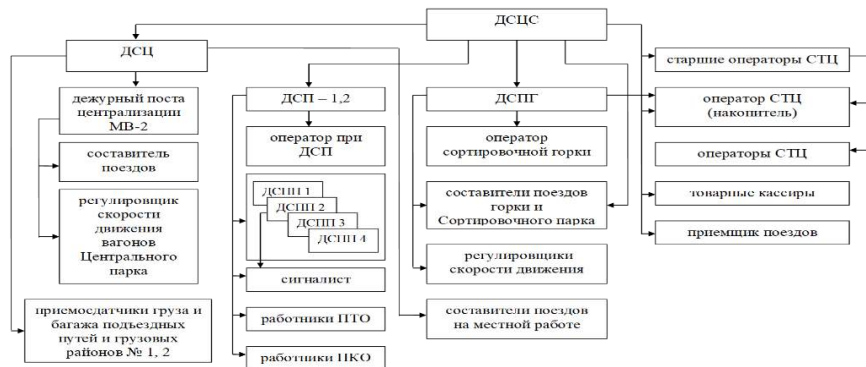 ДСЦС
ДСЦ
дежурный поста
централизации
МВ-2
составитель
поездов
регулировщик
скорости
движения
вагонов
Центрального
парка
приемосдатчики груза и
багажа подъездных
путей и грузовых
районов № 1, 2
ДСП – 1,2
оператор при
ДСП
ДСПП 1
ДСПП 2
ДСПП 3
ДСПП 4
сигналист
работники ПТО
работники ПКО
ДСПГ
оператор
сортировочной горки
составители поездов
горки и
Сортировочного парка
регулировщики
скорости движения
составители поездов
на местной работе
старшие операторы СТЦ
оператор СТЦ
(накопитель)
операторы СТЦ
товарные кассиры
приемщик поездов